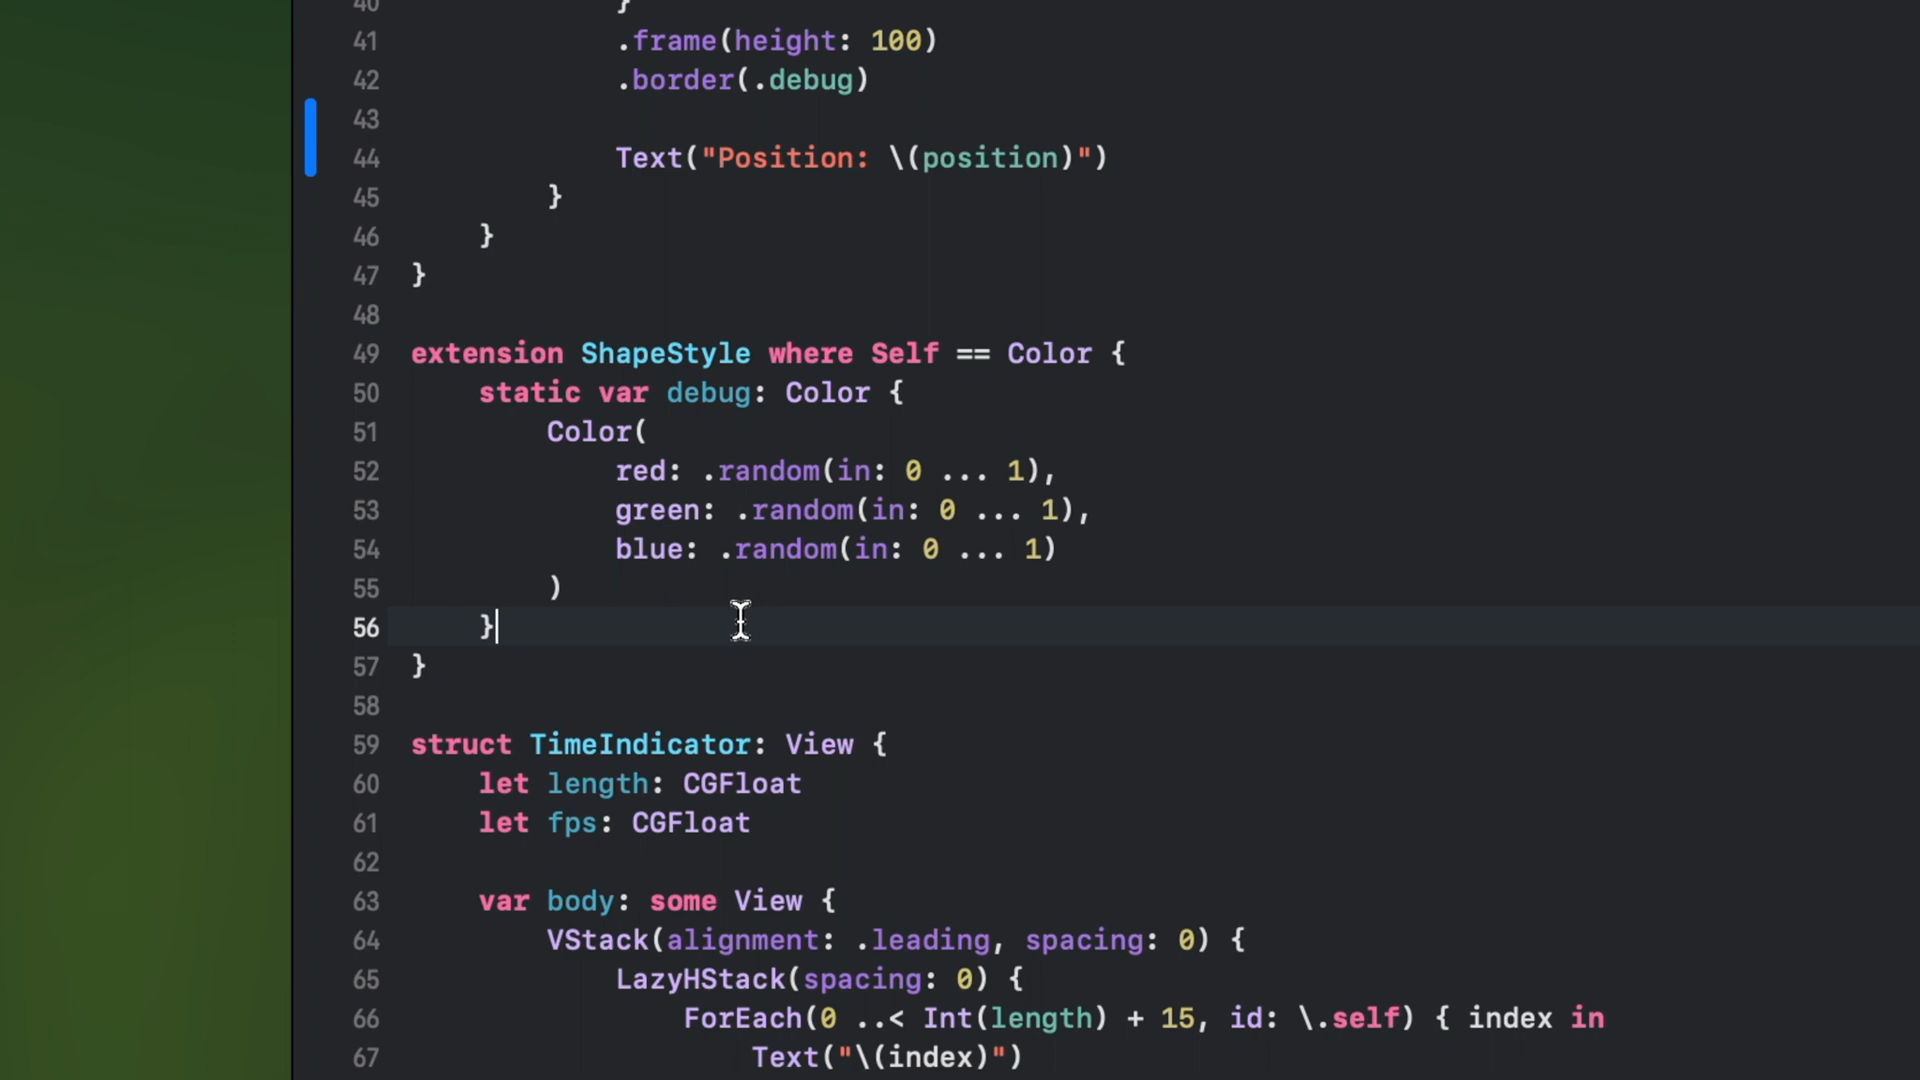 40 }
41 .frame(height: 100)
42 .border(.debug)
43
44 Text("Position: \(position)")
45 }
46 }
47 }
48
49 extension ShapeStyle where Self == Color {
50 static var debug: Color {
51 Color(
52 red: .random(in: 0 ... 1),
53 green: .random(in: 0 ... 1),
54 blue: .random(in: 0 ... 1)
55 )
56 }
57 }
58
59 struct TimeIndicator: View {
60 let length: CGFloat
61 let fps: CGFloat
62
63 var body: some View {
64 VStack(alignment: .leading, spacing: 0) {
65 LazyHStack(spacing: 0) {
66 ForEach(0 ..< Int(length) + 15, id: \.self) { index in
67 Text("\(index)")